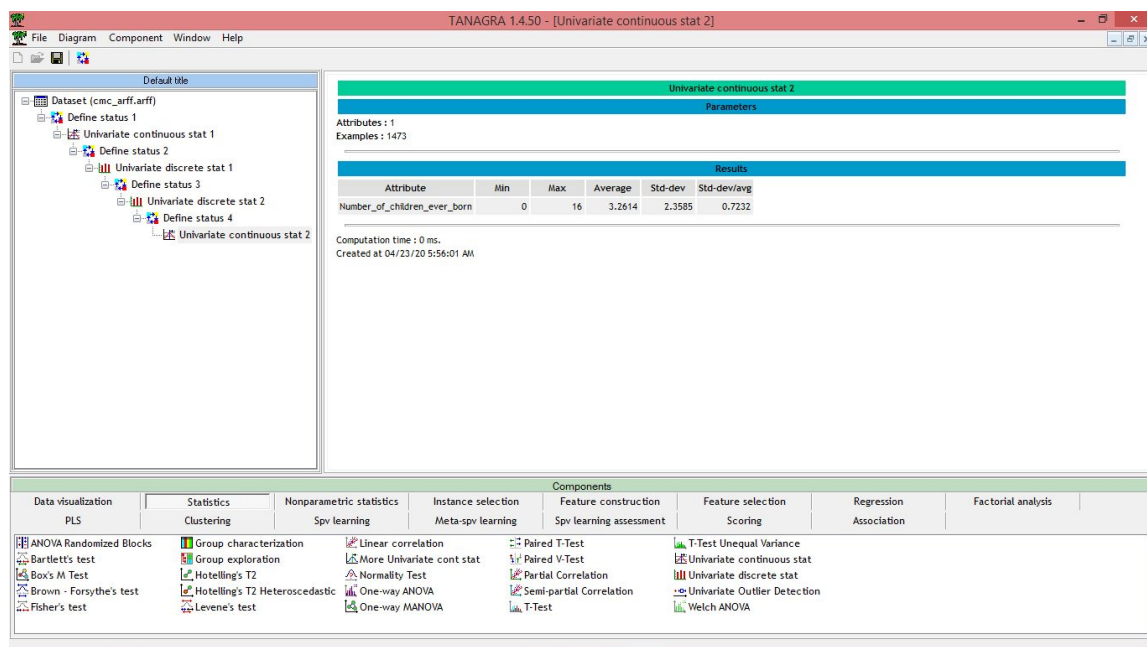 TANAGRA 1.4.50 - [Univariate continuous stat 2]
File Diagram Component Window Help
Default title
Dataset (cmc_arff.arff)
Define status 1
Univariate continuous stat 1
Define status 2
Univariate discrete stat 1
Define status 3
Univariate discrete stat 2
Define status 4
Univariate continuous stat 2
Univariate continuous stat 2
Parameters
Attributes : 1
Examples : 1473
Results
Attribute Min Max Average Std-dev Std-dev/avg
Number_of_children_ever_born 0 16 3.2614 2.3585 0.7232
Computation time : 0 ms.
Created at 04/23/20 5:56:01 AM
Components
Data visualization Statistics Nonparametric statistics Instance selection Feature construction Feature selection Regression Factorial analysis
PLS Clustering Spv learning Meta-spv learning Spv learning assessment Scoring Association
ANOVA Randomized Blocks Group characterization Linear correlation Paired T-Test T-Test Unequal Variance
Bartlett's test Group exploration More Univariate cont stat Paired V-Test Univariate continuous stat
Box's M Test Hotelling's T2 Normality Test Partial Correlation Univariate discrete stat
Brown - Forsythe's test Hotelling's T2 Heteroscedastic One-way ANOVA Semi-partial Correlation Univariate Outlier Detection
Fisher's test Levene's test One-way MANOVA T-Test Welch ANOVA